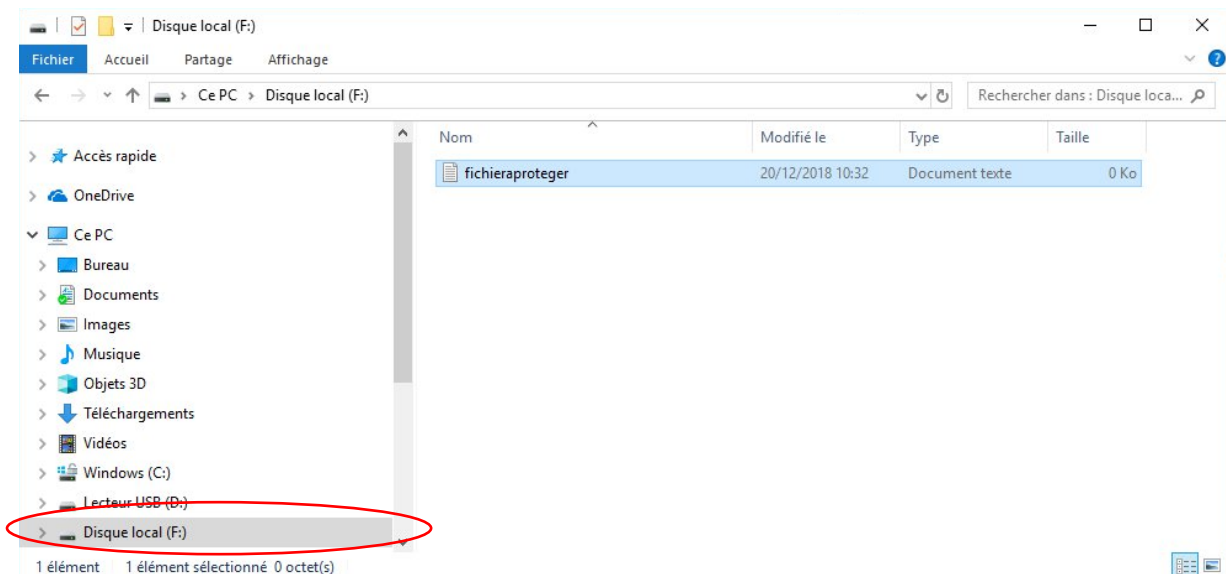 Disque local (F:)
Fichier Accueil Partage Affichage
Ce PC > Disque local (F:) Rechercher dans : Disque loca...
Nom Modifié le Type Taille
fichieraproteger 20/12/2018 10:32 Document texte 0 Ko
Accès rapide
OneDrive
Ce PC
Bureau
Documents
Images
Musique
Objets 3D
Téléchargements
Vidéos
Windows (C:)
Lecteur USB (D:)
Disque local (F:)
1 élément 1 élément sélectionné 0 octet(s)